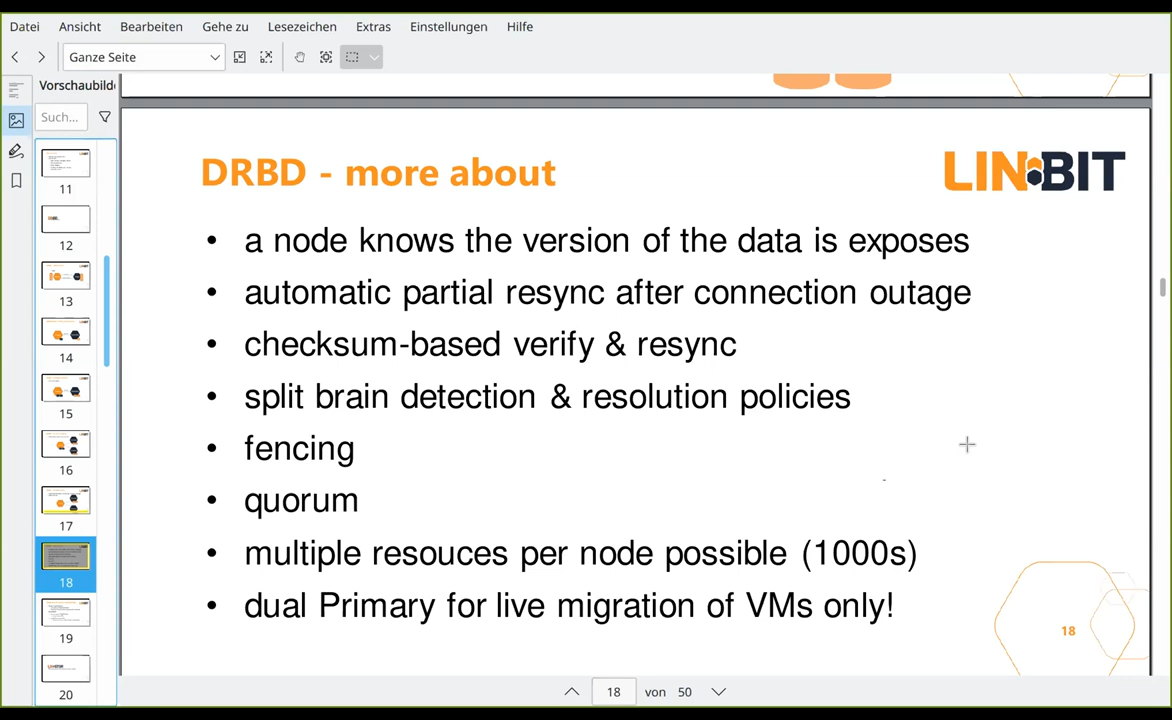 Datei Ansicht Bearbeiten Gehe zu Lesezeichen Extras Einstellungen Hilfe
Ganze Seite
Vorschaubild
Such...
11
12
13
14
15
16
17
18
19
20
DRBD - more about
LINBIT
• a node knows the version of the data is exposes
• automatic partial resync after connection outage
• checksum-based verify & resync
• split brain detection & resolution policies
• fencing
• quorum
• multiple resouces per node possible (1000s)
• dual Primary for live migration of VMs only!
18
18 von 50